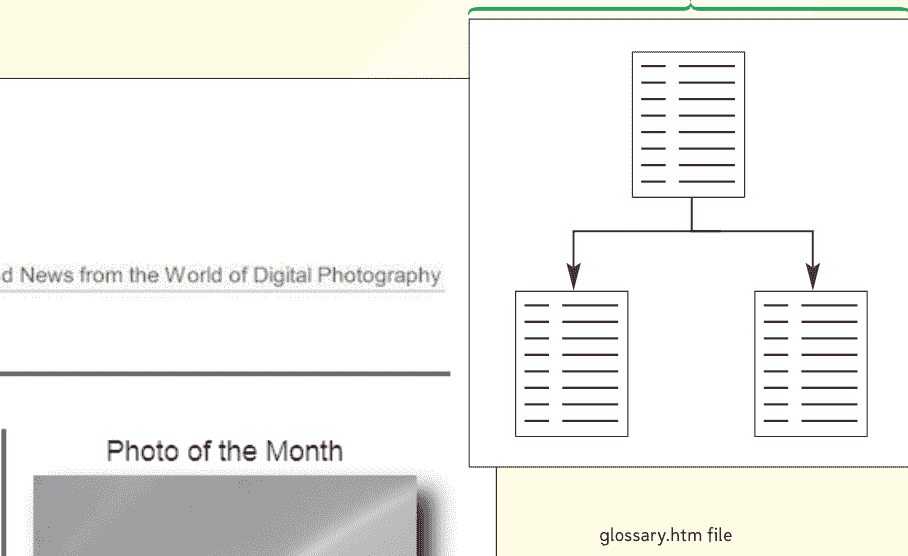 News from the World of Digital Photography
Photo of the Month
glossary.htm file